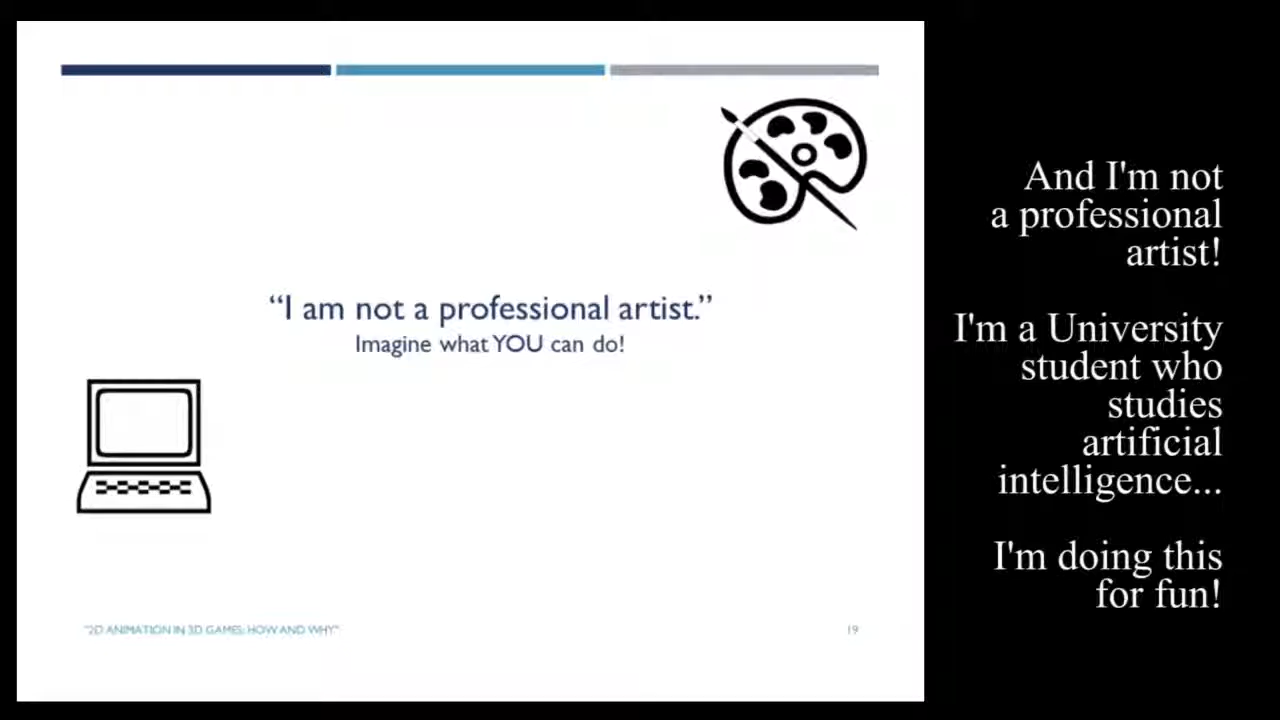 “I am not a professional artist.”
Imagine what YOU can do!
"2D ANIMATION IN 3D GAMES: HOW AND WHY"
19
And I'm not
a professional
artist!
I'm a University
student who
studies
artificial
intelligence...
I'm doing this
for fun!